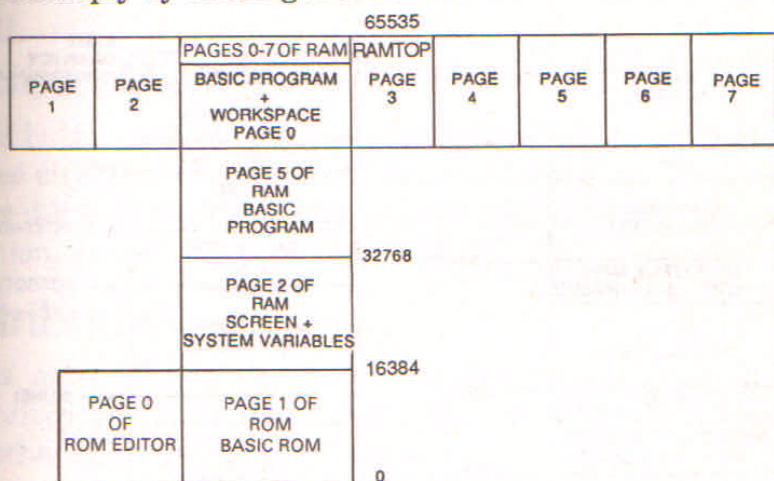 65535
PAGES 0-7 OF RAM
RAMTOP
PAGE
1
PAGE
2
BASIC PROGRAM
+
WORKSPACE
PAGE 0
PAGE
3
PAGE
4
PAGE
5
PAGE
6
PAGE
7
PAGE 5 OF
RAM
BASIC
PROGRAM
32768
PAGE 2 OF
RAM
SCREEN +
SYSTEM VARIABLES
16384
PAGE 0
OF
ROM EDITOR
PAGE 1 OF
ROM
BASIC ROM
0